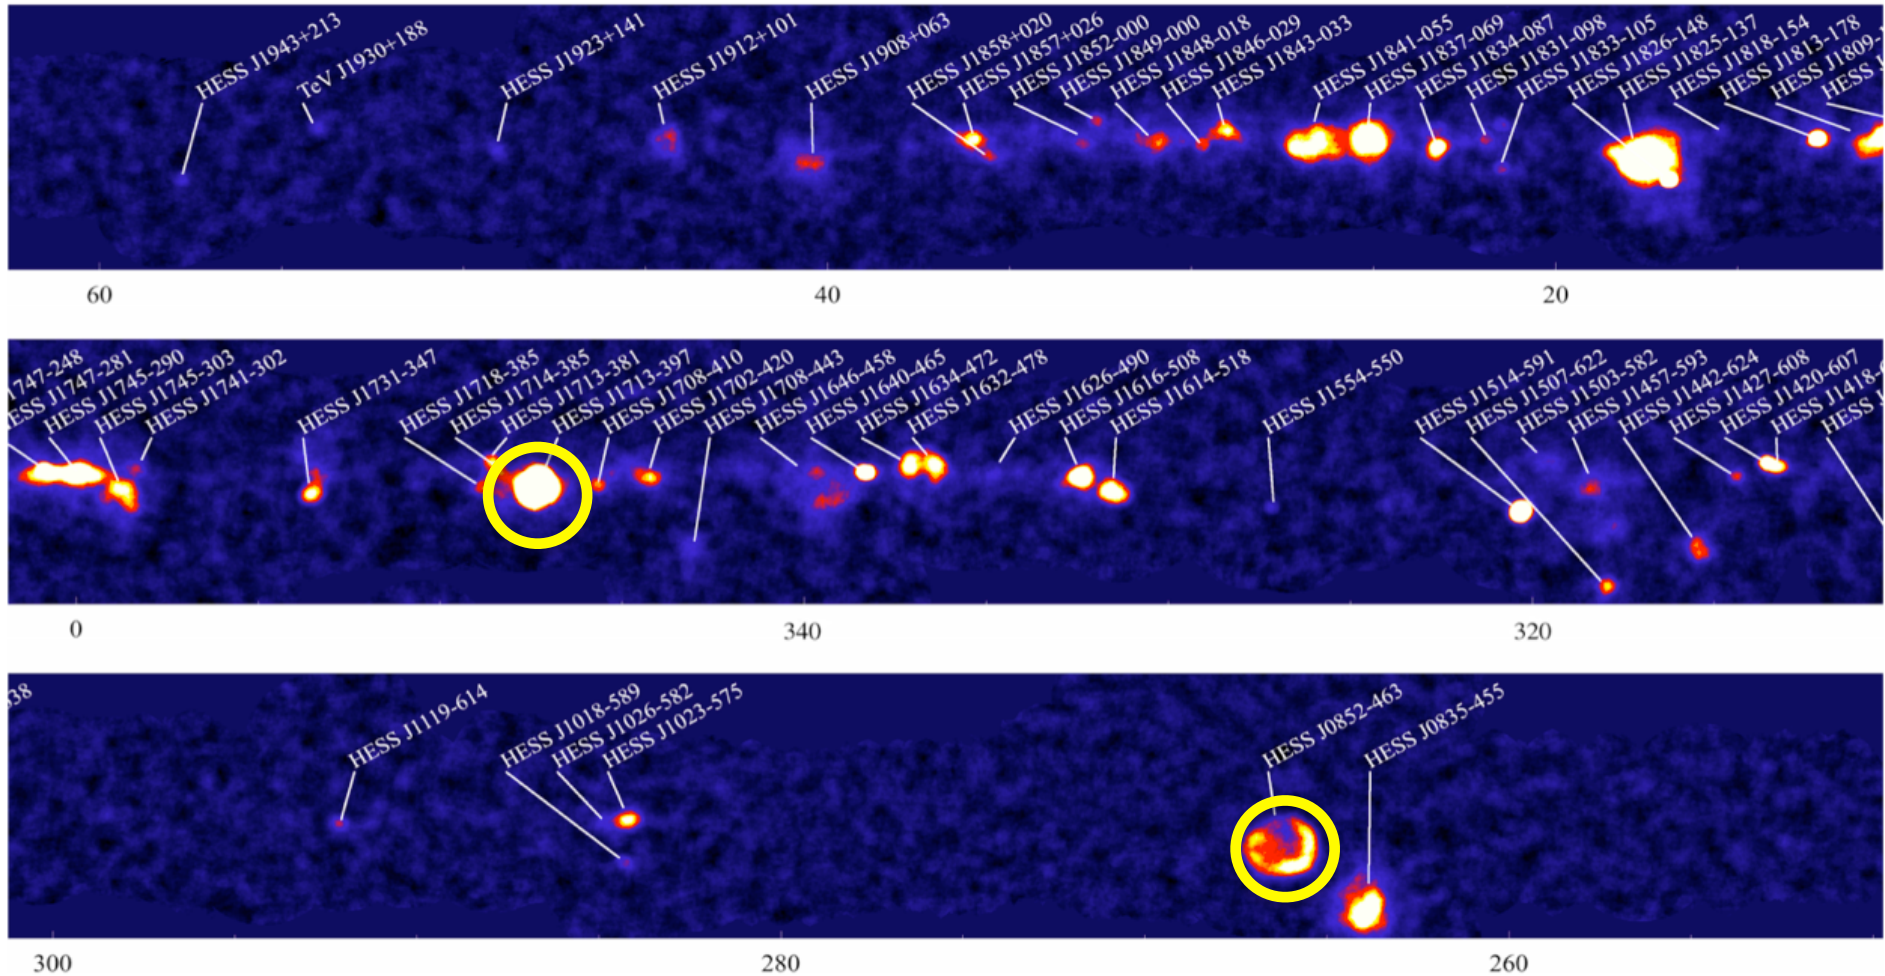 HESS J1943+213
TeV J1930+188
HESS J1923+141
HESS J1912+101
HESS J1908+063
HESS J1858+020
HESS J1857+026
HESS J1852-000
HESS J1849-000
HESS J1848-018
HESS J1846-029
HESS J1843-033
HESS J1841-055
HESS J1837-069
HESS J1834-087
HESS J1831-098
HESS J1833-105
HESS J1826-148
HESS J1825-137
HESS J1818-154
HESS J1813-178
HESS J1809-1
60 40 20
J1747-248
HESS J1747-281
HESS J1745-290
HESS J1745-303
HESS J1741-302
HESS J1731-347
HESS J1718-385
HESS J1714-385
HESS J1713-381
HESS J1713-397
HESS J1708-410
HESS J1702-420
HESS J1708-443
HESS J1646-458
HESS J1640-465
HESS J1634-472
HESS J1632-478
HESS J1626-490
HESS J1616-508
HESS J1614-518
HESS J1554-550
HESS J1514-591
HESS J1507-622
HESS J1503-582
HESS J1457-593
HESS J1442-624
HESS J1427-608
HESS J1420-607
HESS J1418-6
0 340 320
HESS J1119-614
HESS J1018-589
HESS J1026-582
HESS J1023-575
HESS J0852-463
HESS J0835-455
300 280 260